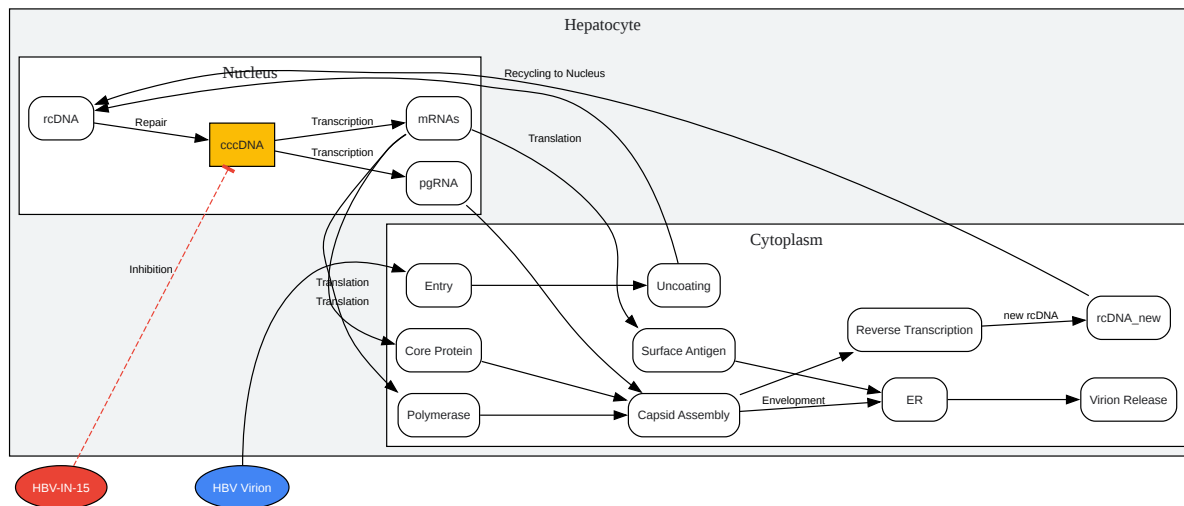 Hepatocyte
Nucleus
Recycling to Nucleus
rcDNA
Repair
cccDNA
Transcription
mRNAs
Translation
Transcription
pgRNA
Cytoplasm
Inhibition
Entry
Uncoating
Translation
Translation
Core Protein
Surface Antigen
Reverse Transcription
new rcDNA
rcDNA_new
Polymerase
Capsid Assembly
Envelopment
ER
Virion Release
HBV-IN-15
HBV Virion